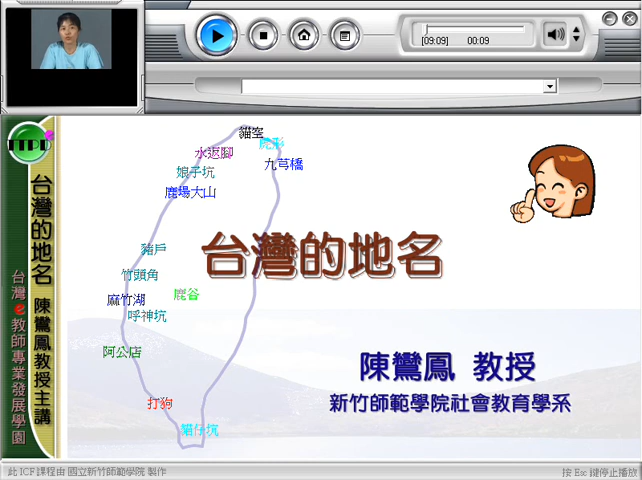 [09:09] 00:09
TTPD
台灣的地名 陳鸞鳳教授主講
台灣e教師專業發展學園
貓空
虎形
水返腳
九芎橋
娘子坑
鹿場大山
豬戶
竹頭角
鹿谷
麻竹湖
呼神坑
阿公店
打狗
貓仔坑
台灣的地名
陳鸞鳳 教授
新竹師範學院社會教育學系
此 ICF 課程由 國立新竹師範學院 製作
按 Esc 鍵停止播放